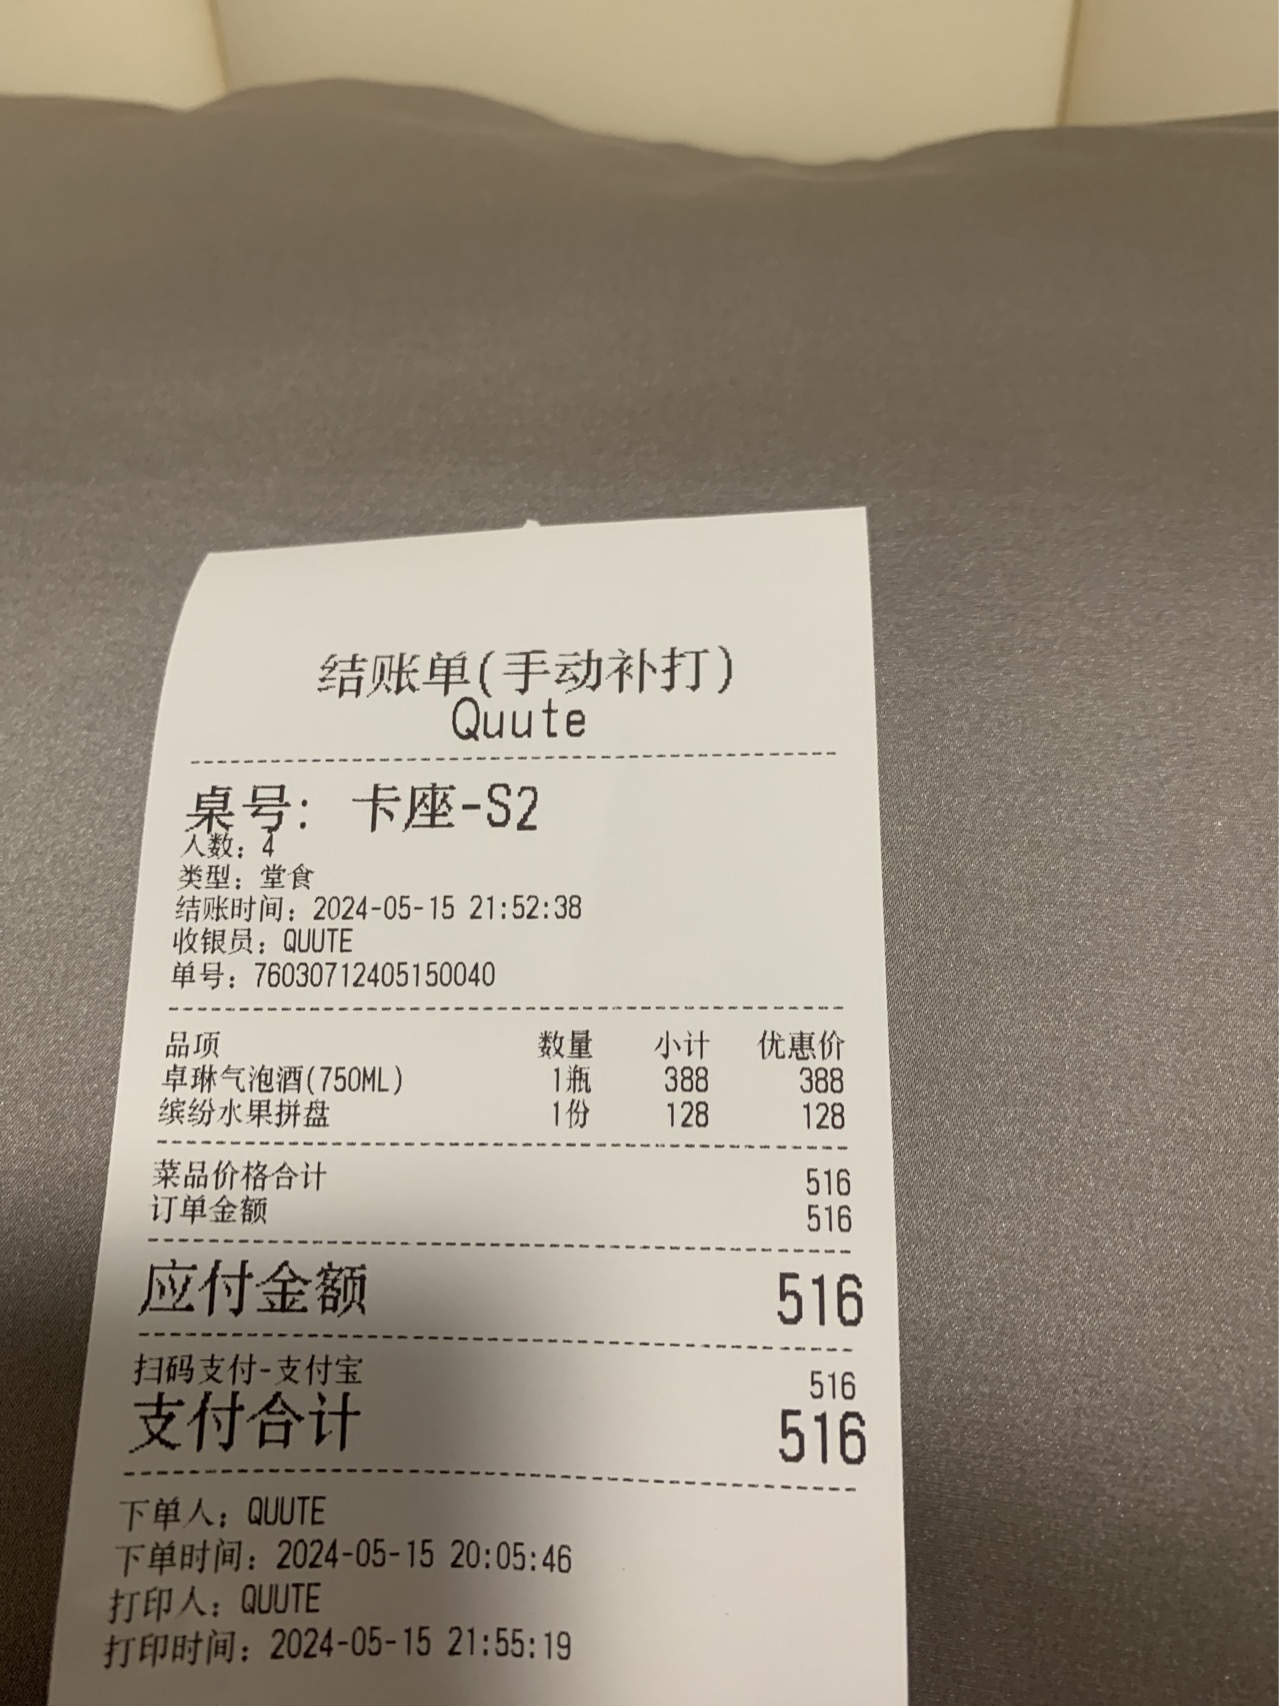 结账单(手动补打)
Quute
桌号: 卡座-S2
人数: 4
类型: 堂食
结账时间: 2024-05-15 21:52:38
收银员: QUUTE
单号: 76030712405150040
品项 数量 小计 优惠价
卓琳气泡酒(750ML) 1瓶 388 388
缤纷水果拼盘 1份 128 128
菜品价格合计 516
订单金额 516
应付金额 516
扫码支付-支付宝 516
支付合计 516
下单人: QUUTE
下单时间: 2024-05-15 20:05:46
打印人: QUUTE
打印时间: 2024-05-15 21:55:19